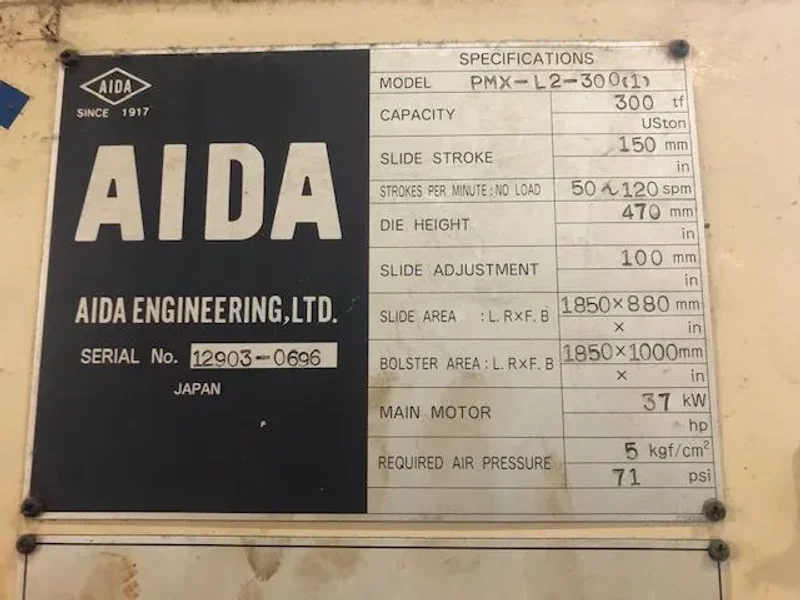 AIDA
SINCE 1917
AIDA
AIDA ENGINEERING,LTD.
SERIAL No. 12903-0696
JAPAN
SPECIFICATIONS
MODEL PMX-L2-300(1)
CAPACITY 300 tf
USton
SLIDE STROKE 150 mm
in
STROKES PER MINUTE:NO LOAD 50~120 spm
DIE HEIGHT 470 mm
in
SLIDE ADJUSTMENT 100 mm
in
SLIDE AREA :L.R×F.B 1850×880 mm
× in
BOLSTER AREA:L.R×F.B 1850×1000mm
× in
MAIN MOTOR 37 kW
hp
REQUIRED AIR PRESSURE 5 kgf/cm²
71 psi